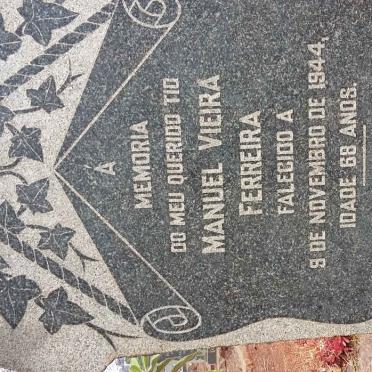 Á
MEMORIA
DO MEU QUERIDO TIO
MANUEL VIEIRA
FERREIRA
FALECIDO A
9 DE NOVEMBRO DE 1944,
IDADE 68 ANOS.